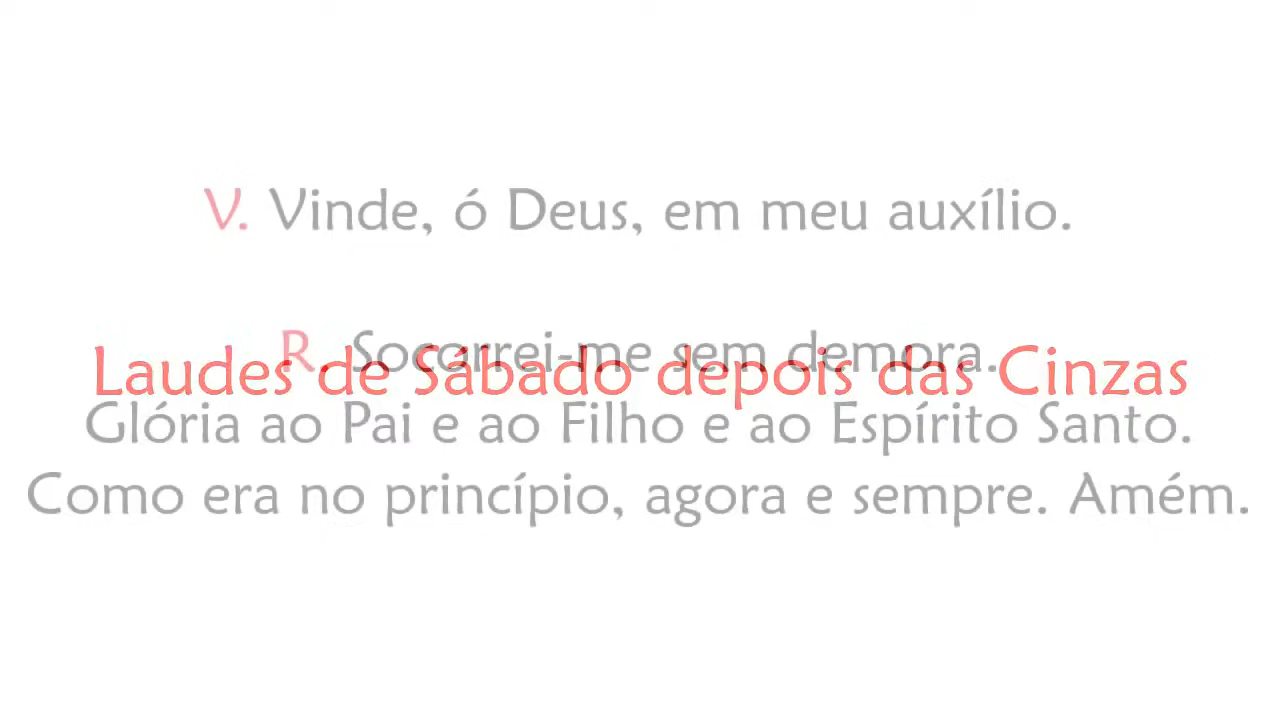 V. Vinde, ó Deus, em meu auxílio.
R. Socorrei-me sem demora.
Laudes de Sábado depois das Cinzas
Glória ao Pai e ao Filho e ao Espírito Santo.
Como era no princípio, agora e sempre. Amém.